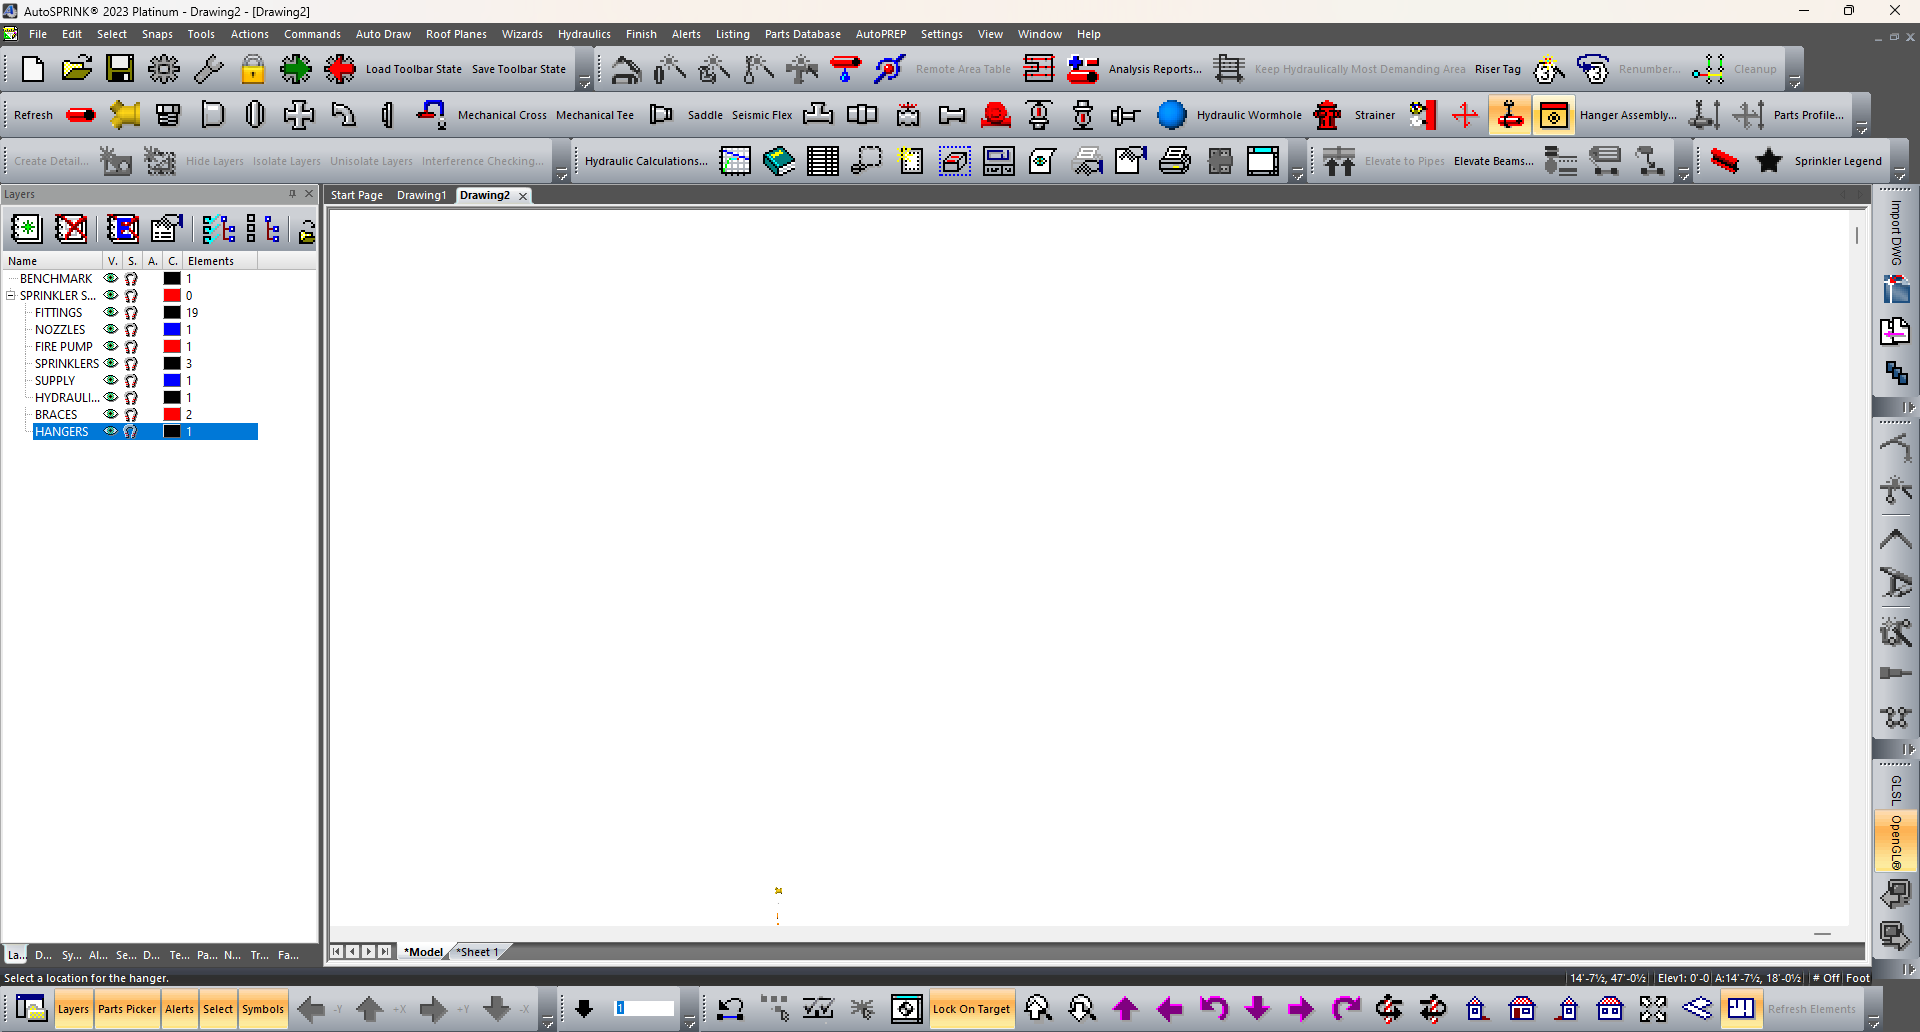 AutoSPRINK® 2023 Platinum - Drawing2 - [Drawing2]
File Edit Select Snaps Tools Actions Commands Auto Draw Roof Planes Wizards Hydraulics Finish Alerts Listing Parts Database AutoPREP Settings View Window Help
Load Toolbar State Save Toolbar State Remote Area Table Analysis Reports... Keep Hydraulically Most Demanding Area Riser Tag Renumber... Cleanup
Refresh Mechanical Cross Mechanical Tee Saddle Seismic Flex Hydraulic Wormhole Strainer Hanger Assembly... Parts Profile...
Create Detail... Hide Layers Isolate Layers Unisolate Layers Interference Checking... Hydraulic Calculations... Elevate to Pipes Elevate Beams... Sprinkler Legend
Layers
Start Page Drawing1 Drawing2
Name V. S. A. C. Elements
BENCHMARK 1
SPRINKLER S... 0
FITTINGS 19
NOZZLES 1
FIRE PUMP 1
SPRINKLERS 3
SUPPLY 1
HYDRAULI... 1
BRACES 2
HANGERS 1
Import DWG
GLSL
OpenGL®
*Model *Sheet 1
La... D... Sy... Al... Se... D... Te... Pa... N... Tr... Fa...
Select a location for the hanger.
14'-7½, 47'-0½ Elev1: 0'-0 A:14'-7½, 18'-0½ # Off Foot
Layers Parts Picker Alerts Select Symbols -Y +X +Y -X 1 Lock On Target Refresh Elements